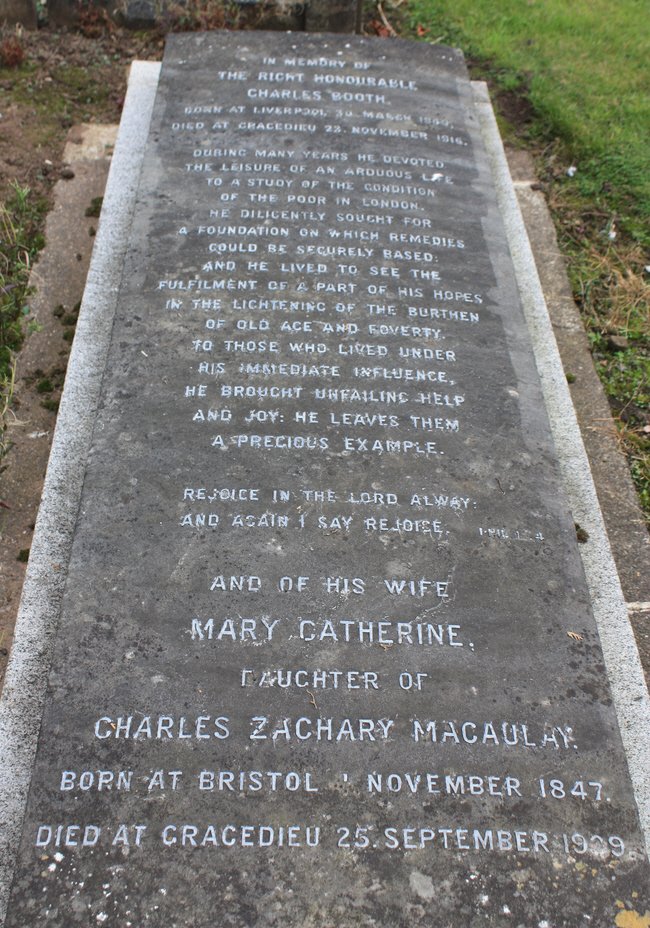 IN MEMORY OF
THE RIGHT HONOURABLE
CHARLES BOOTH.
BORN AT LIVERPOOL 30. MARCH 1840.
DIED AT GRACEDIEU 23. NOVEMBER 1916.
DURING MANY YEARS HE DEVOTED
THE LEISURE OF AN ARDUOUS LIFE
TO A STUDY OF THE CONDITION
OF THE POOR IN LONDON.
HE DILIGENTLY SOUGHT FOR
A FOUNDATION ON WHICH REMEDIES
COULD BE SECURELY BASED:
AND HE LIVED TO SEE THE
FULFILMENT OF A PART OF HIS HOPES
IN THE LIGHTENING OF THE BURTHEN
OF OLD AGE AND POVERTY.
TO THOSE WHO LIVED UNDER
HIS IMMEDIATE INFLUENCE,
HE BROUGHT UNFAILING HELP
AND JOY: HE LEAVES THEM
A PRECIOUS EXAMPLE.
REJOICE IN THE LORD ALWAY:
AND AGAIN I SAY REJOICE.
AND OF HIS WIFE
MARY CATHERINE,
DAUGHTER OF
CHARLES ZACHARY MACAULAY.
BORN AT BRISTOL NOVEMBER 1847.
DIED AT GRACEDIEU 25. SEPTEMBER